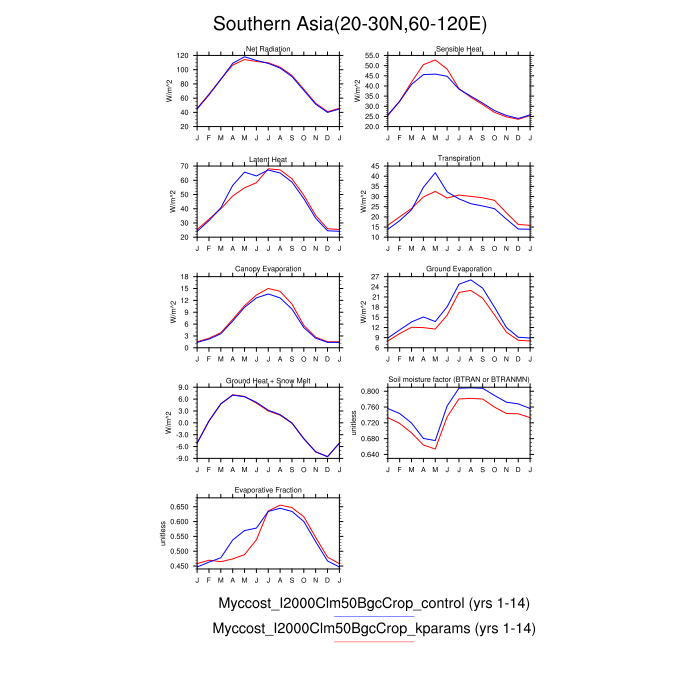 Southern Asia(20-30N,60-120E)
Net Radiation
Sensible Heat
W/m^2
120
100
80
60
40
20
J F M A M J J A S O N D J
W/m^2
55.0
50.0
45.0
40.0
35.0
30.0
25.0
20.0
J F M A M J J A S O N D J
Latent Heat
Transpiration
W/m^2
70
60
50
40
30
20
J F M A M J J A S O N D J
W/m^2
45
40
35
30
25
20
15
10
J F M A M J J A S O N D J
Canopy Evaporation
Ground Evaporation
W/m^2
18
15
12
9
6
3
0
J F M A M J J A S O N D J
W/m^2
27
24
21
18
15
12
9
6
J F M A M J J A S O N D J
Ground Heat + Snow Melt
Soil moisture factor (BTRAN or BTRANMN)
W/m^2
9.0
6.0
3.0
0.0
-3.0
-6.0
-9.0
J F M A M J J A S O N D J
unitless
0.800
0.760
0.720
0.680
0.640
J F M A M J J A S O N D J
Evaporative Fraction
unitless
0.650
0.600
0.550
0.500
0.450
J F M A M J J A S O N D J
Myccost_I2000Clm50BgcCrop_control (yrs 1-14)
Myccost_I2000Clm50BgcCrop_kparams (yrs 1-14)